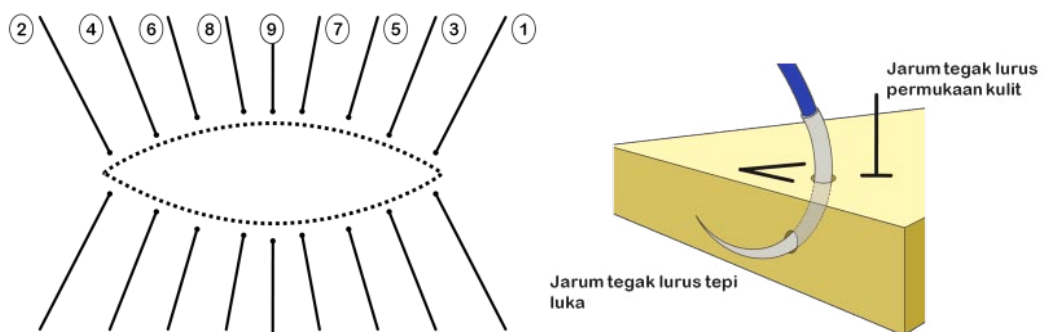 2 4 6 8 9 7 5 3 1
Jarum tegak lurus
permukaan kulit
Jarum tegak lurus tepi
luka